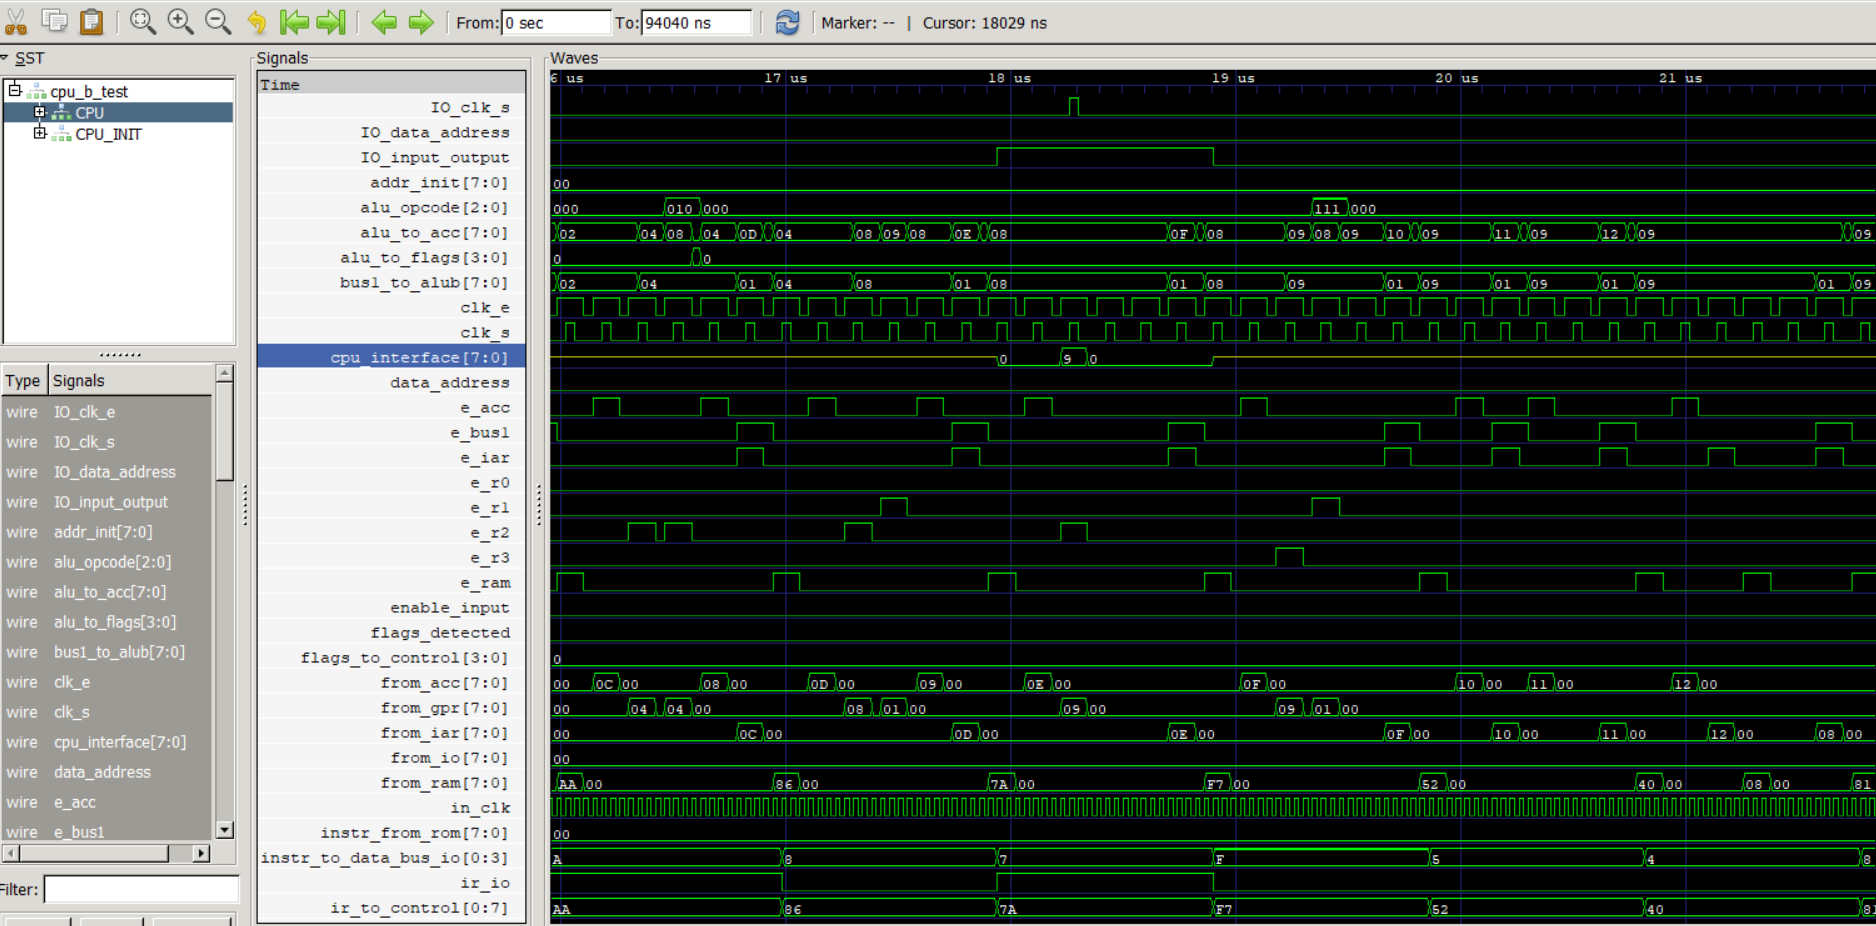 From: 0 sec To: 94040 ns Marker: -- | Cursor: 18029 ns
SST
cpu_b_test
CPU
CPU_INIT
Type Signals
wire IO_clk_e
wire IO_clk_s
wire IO_data_address
wire IO_input_output
wire addr_init[7:0]
wire alu_opcode[2:0]
wire alu_to_acc[7:0]
wire alu_to_flags[3:0]
wire bus1_to_alub[7:0]
wire clk_e
wire clk_s
wire cpu_interface[7:0]
wire data_address
wire e_acc
wire e_bus1
Filter:
Signals
Time
IO_clk_s
IO_data_address
IO_input_output
addr_init[7:0]
alu_opcode[2:0]
alu_to_acc[7:0]
alu_to_flags[3:0]
bus1_to_alub[7:0]
clk_e
clk_s
cpu_interface[7:0]
data_address
e_acc
e_bus1
e_iar
e_r0
e_r1
e_r2
e_r3
e_ram
enable_input
flags_detected
flags_to_control[3:0]
from_acc[7:0]
from_gpr[7:0]
from_iar[7:0]
from_io[7:0]
from_ram[7:0]
in_clk
instr_from_rom[7:0]
instr_to_data_bus_io[0:3]
ir_io
ir_to_control[0:7]
Waves
6 us 17 us 18 us 19 us 20 us 21 us
00
000 010 000 111 000
02 04 08 04 0D 04 08 09 08 0E 08 0F 08 09 08 09 10 09 11 09 12 09 09
0 0
02 04 01 04 08 01 08 01 08 09 01 09 01 09 01 09 01 09
0 9 0
0
00 0C 00 08 00 0D 00 09 00 0E 00 0F 00 10 00 11 00 12 00
00 04 04 00 08 01 00 09 00 09 01 00
00 0C 00 0D 00 0E 00 0F 00 10 00 11 00 12 00 08 00
00
AA 00 86 00 7A 00 F7 00 52 00 40 00 08 00 81
00
A 8 7 F 5 4 8
AA 86 7A F7 52 40 81